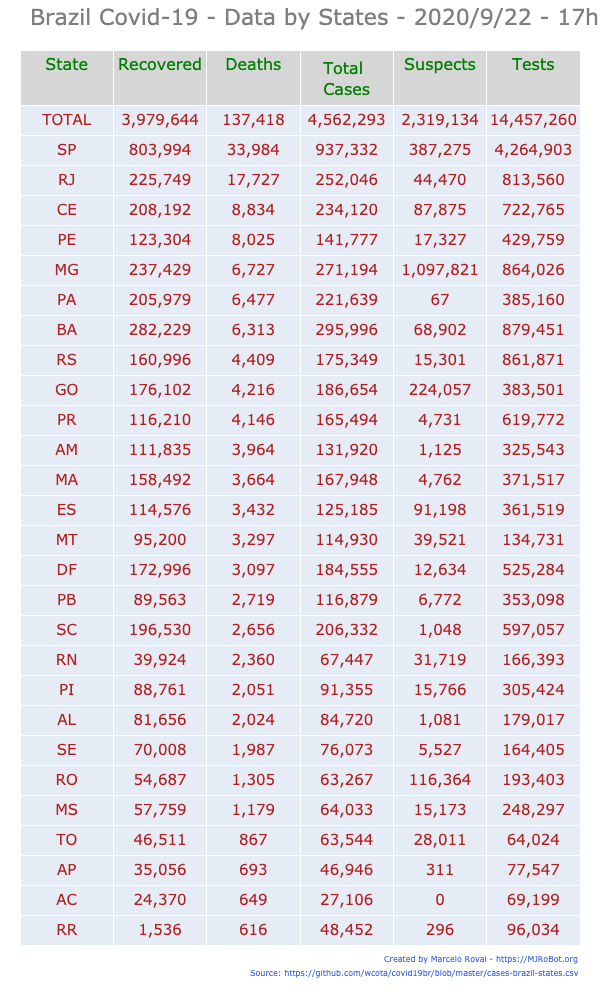 Brazil Covid-19 - Data by States - 2020/9/22 - 17h
State Recovered Deaths Total Cases Suspects Tests
TOTAL 3,979,644 137,418 4,562,293 2,319,134 14,457,260
SP 803,994 33,984 937,332 387,275 4,264,903
RJ 225,749 17,727 252,046 44,470 813,560
CE 208,192 8,834 234,120 87,875 722,765
PE 123,304 8,025 141,777 17,327 429,759
MG 237,429 6,727 271,194 1,097,821 864,026
PA 205,979 6,477 221,639 67 385,160
BA 282,229 6,313 295,996 68,902 879,451
RS 160,996 4,409 175,349 15,301 861,871
GO 176,102 4,216 186,654 224,057 383,501
PR 116,210 4,146 165,494 4,731 619,772
AM 111,835 3,964 131,920 1,125 325,543
MA 158,492 3,664 167,948 4,762 371,517
ES 114,576 3,432 125,185 91,198 361,519
MT 95,200 3,297 114,930 39,521 134,731
DF 172,996 3,097 184,555 12,634 525,284
PB 89,563 2,719 116,879 6,772 353,098
SC 196,530 2,656 206,332 1,048 597,057
RN 39,924 2,360 67,447 31,719 166,393
PI 88,761 2,051 91,355 15,766 305,424
AL 81,656 2,024 84,720 1,081 179,017
SE 70,008 1,987 76,073 5,527 164,405
RO 54,687 1,305 63,267 116,364 193,403
MS 57,759 1,179 64,033 15,173 248,297
TO 46,511 867 63,544 28,011 64,024
AP 35,056 693 46,946 311 77,547
AC 24,370 649 27,106 0 69,199
RR 1,536 616 48,452 296 96,034
Created by Marcelo Rovai - https://MJRoBot.org
Source: https://github.com/wcota/covid19br/blob/master/cases-brazil-states.csv